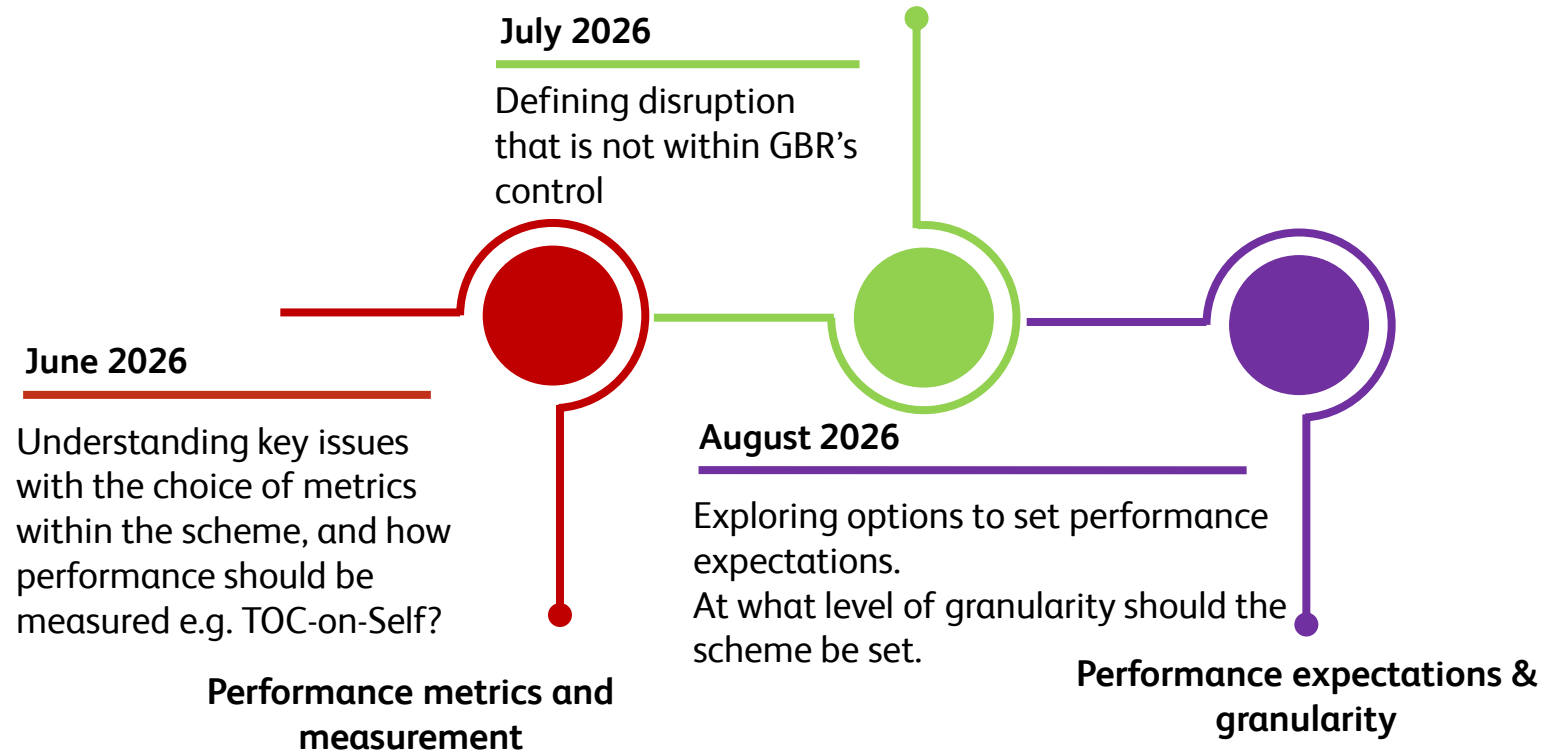 July 2026
Defining disruption
that is not within GBR’s
control
June 2026
Understanding key issues
with the choice of metrics
within the scheme, and how
performance should be
measured e.g. TOC-on-Self?
Performance metrics and
measurement
August 2026
Exploring options to set performance
expectations.
At what level of granularity should the
scheme be set.
Performance expectations &
granularity